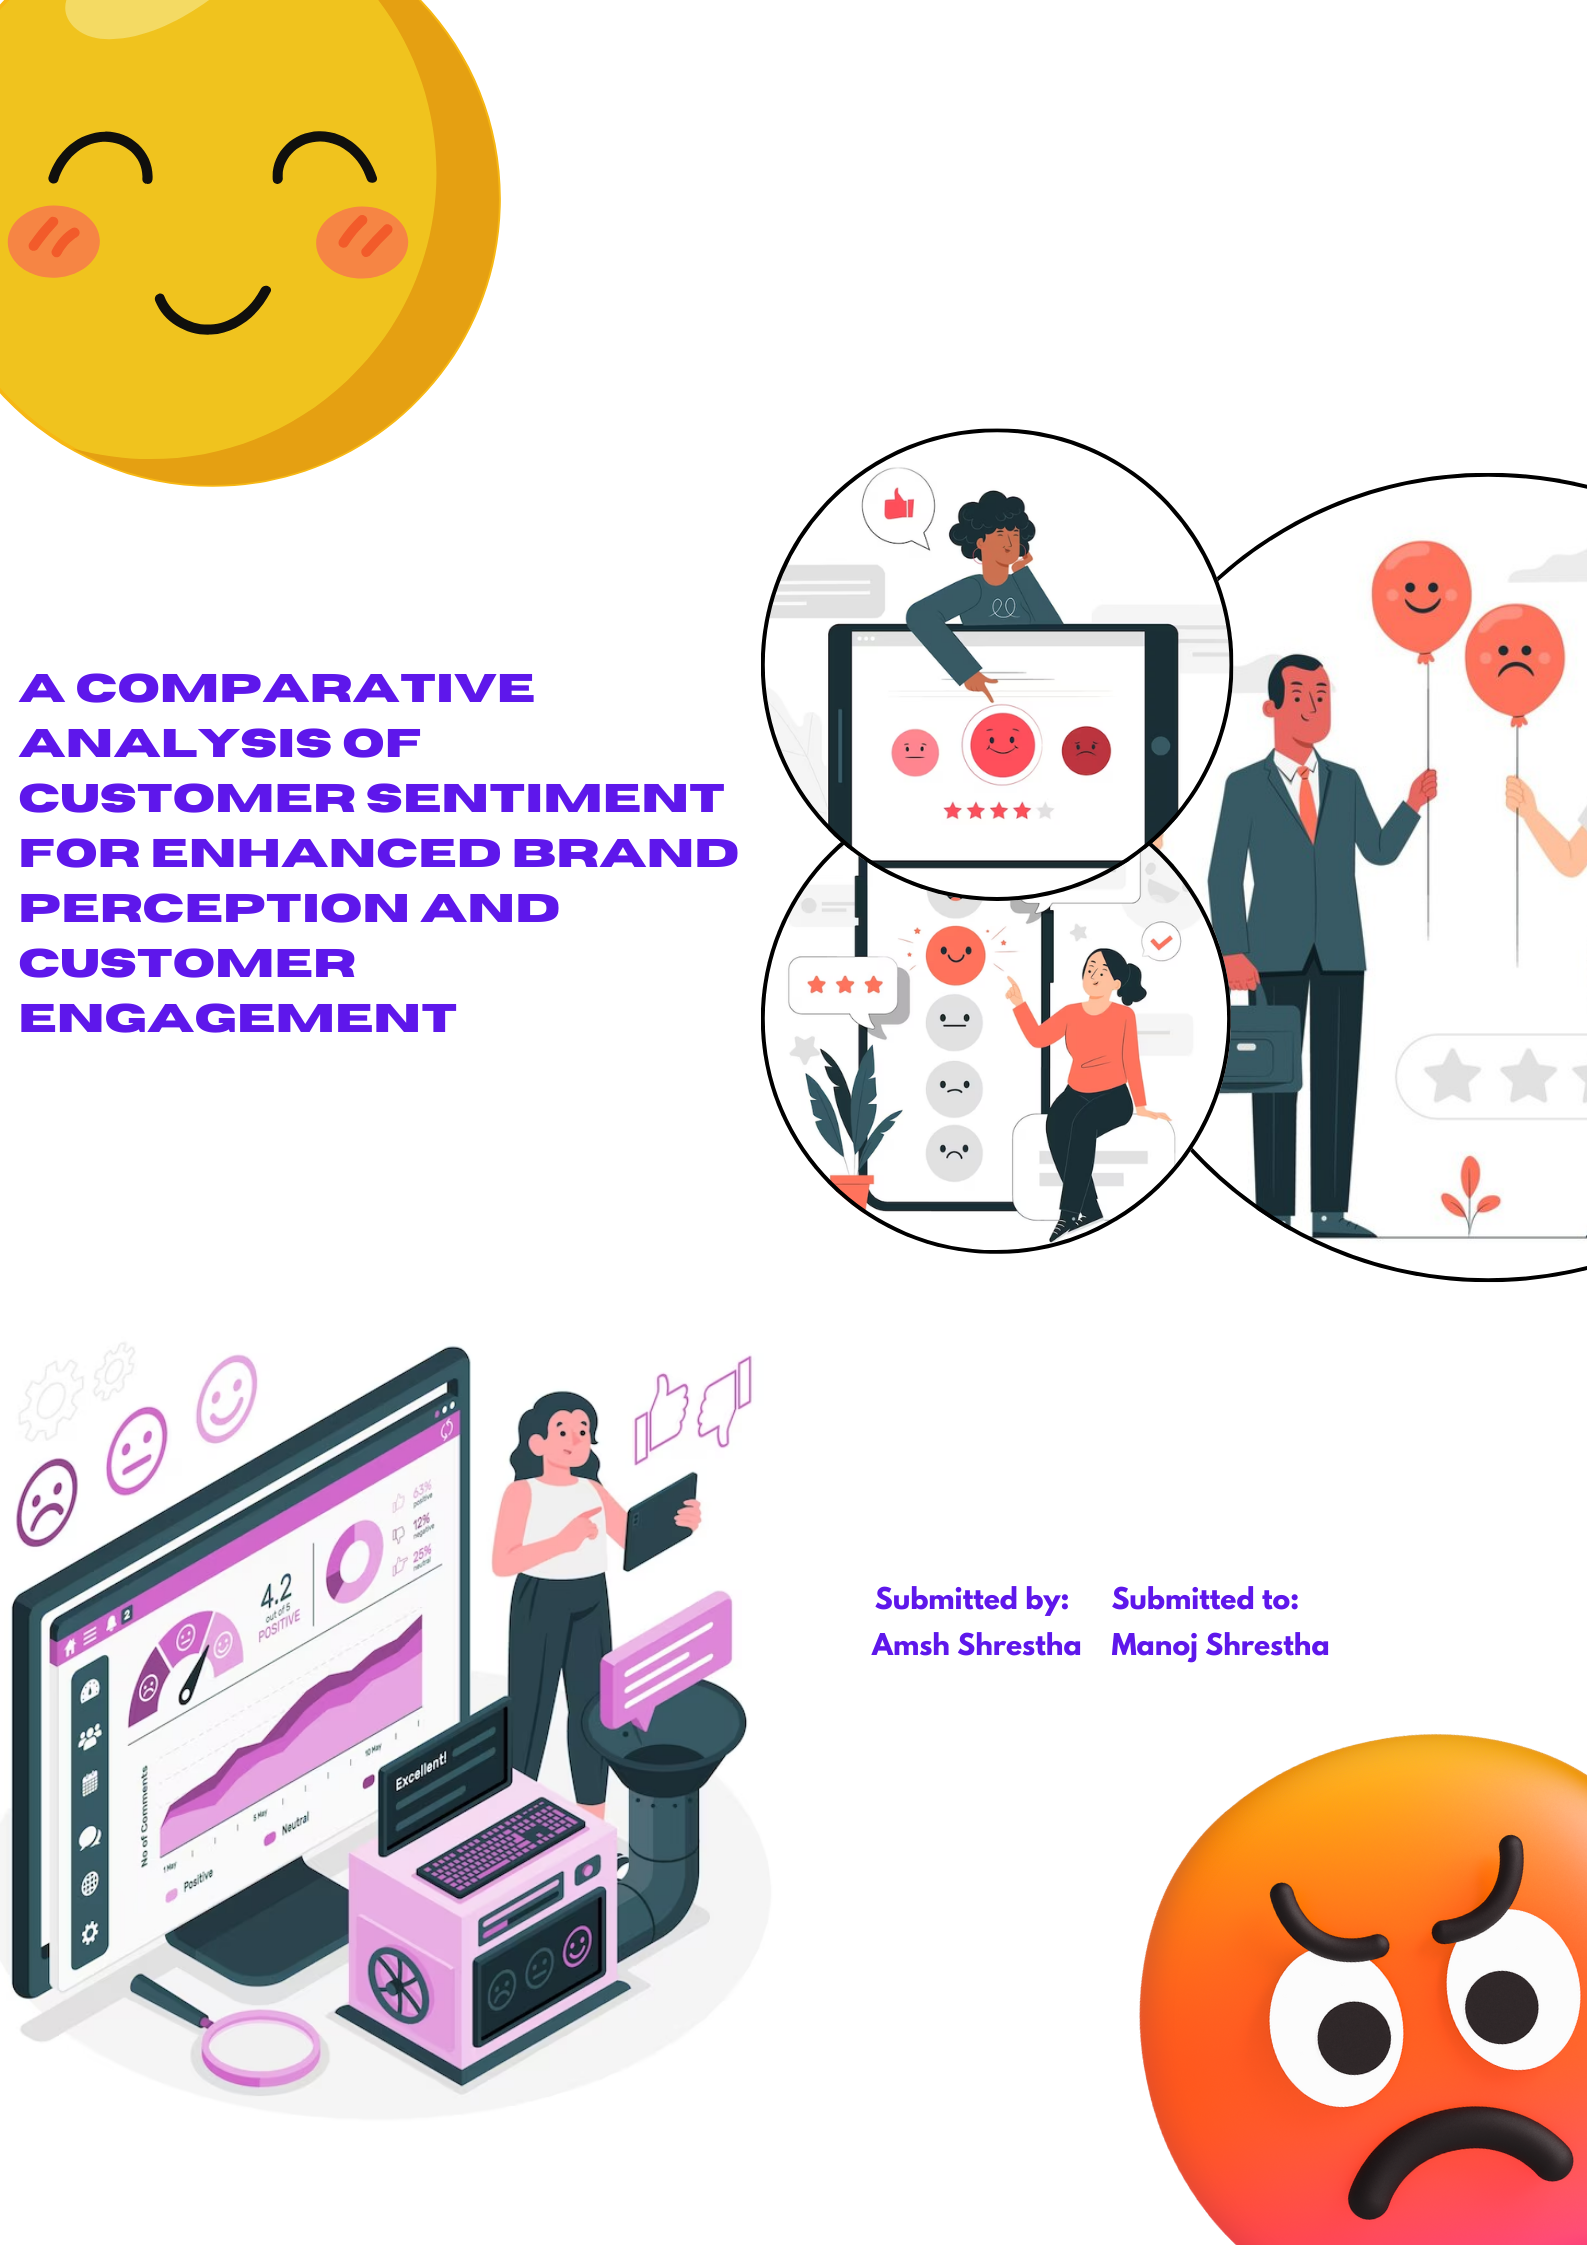 A COMPARATIVE
ANALYSIS OF
CUSTOMER SENTIMENT
FOR ENHANCED BRAND
PERCEPTION AND
CUSTOMER
ENGAGEMENT
63%
positive
12%
negative
25%
neutral
4.2
out of 5
POSITIVE
2
No of Comments
1 May
5 May
10 May
Positive
Neutral
Excellent!
Submitted by: Submitted to:
Amsh Shrestha Manoj Shrestha